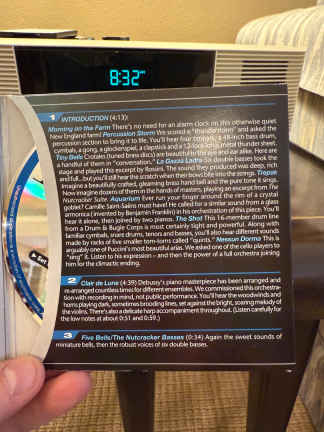 8:32
1 INTRODUCTION (4:13):
Morning on the Farm There's no need for an alarm clock on this otherwise quiet
New England farm! Percussion Storm We scored a "thunderstorm" and asked the
percussion section to bring it to life. You'll hear four timpani, a 48-inch bass drum,
cymbals, a gong, a glockenspiel, a clapstick and a 12-foot-long metal thunder sheet.
Tiny Bells Crotales (tuned brass discs) are beautiful to the eye and ear alike. Here are
a handful of them in "conversation." La Gazza Ladra Six double basses took the
stage and played this excerpt by Rossini. The sound they produced was deep, rich
and full...but you'll still hear the scratch when their bows bite into the strings. Trepak
Imagine a beautifully crafted, gleaming brass hand bell and the pure tone it sings.
Now imagine dozens of them in the hands of masters, playing an excerpt from The
Nutcracker Suite. Aquarium Ever run your finger around the rim of a crystal
goblet? Camille Saint-Saëns must have! He called for a similar sound from a glass
armonica (invented by Benjamin Franklin) in his orchestration of this piece. You'll
hear it alone, then joined by two pianos. The Shot This 16-member drum line
from a Drum & Bugle Corps is most certainly tight and powerful. Along with
familiar cymbals, snare drums, tenors and basses, you'll also hear different sounds
made by racks of five smaller tom-toms called "quints." Nessun Dorma This is
arguably one of Puccini's most beautiful arias. We asked one of the cello players to
"sing" it. Listen to his expression – and then the power of a full orchestra joining
him for the climactic ending.
2 Clair de Lune (4:39) Debussy's piano masterpiece has been arranged and
re-arranged countless times for different ensembles. We commissioned this orchestra-
tion with recording in mind, not public performance. You'll hear the woodwinds and
horns playing dark, sometimes brooding lines, set against the bright, soaring melody of
the violins. There's also a delicate harp accompaniment throughout. (Listen carefully for
the low notes at about 0:51 and 0:59.)
3 Five Bells/The Nutcracker Basses (0:34) Again the sweet sounds of
miniature bells, then the robust voices of six double basses.